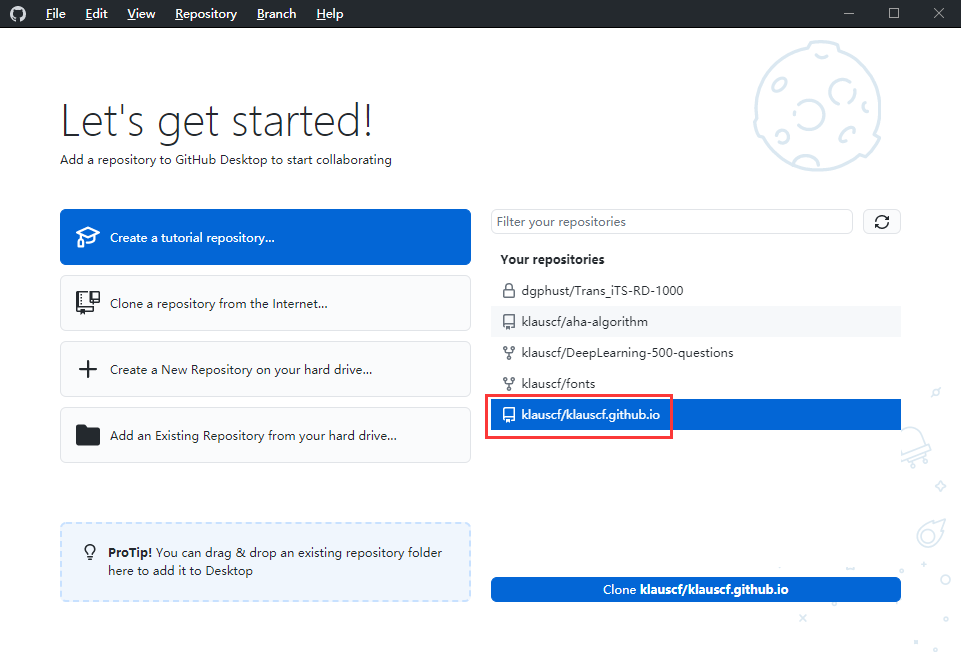 File Edit View Repository Branch Help
Let's get started!
Add a repository to GitHub Desktop to start collaborating
Create a tutorial repository...
Clone a repository from the Internet...
Create a New Repository on your hard drive...
Add an Existing Repository from your hard drive...
ProTip! You can drag & drop an existing repository folder
here to add it to Desktop
Filter your repositories
Your repositories
dgphust/Trans_iTS-RD-1000
klauscf/aha-algorithm
klauscf/DeepLearning-500-questions
klauscf/fonts
klauscf/klauscf.github.io
Clone klauscf/klauscf.github.io